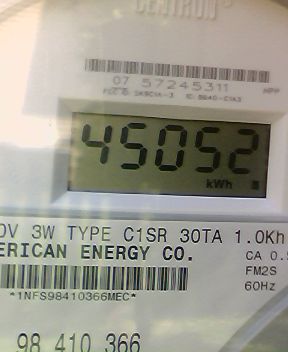 CENTRON
07 57245311
45052
kWh
0V 3W TYPE C1SR 30TA 1.0Kh
ERICAN ENERGY CO. CA 0.5
FM2S
*1NFS98410366MEC* 60Hz
98 410 366